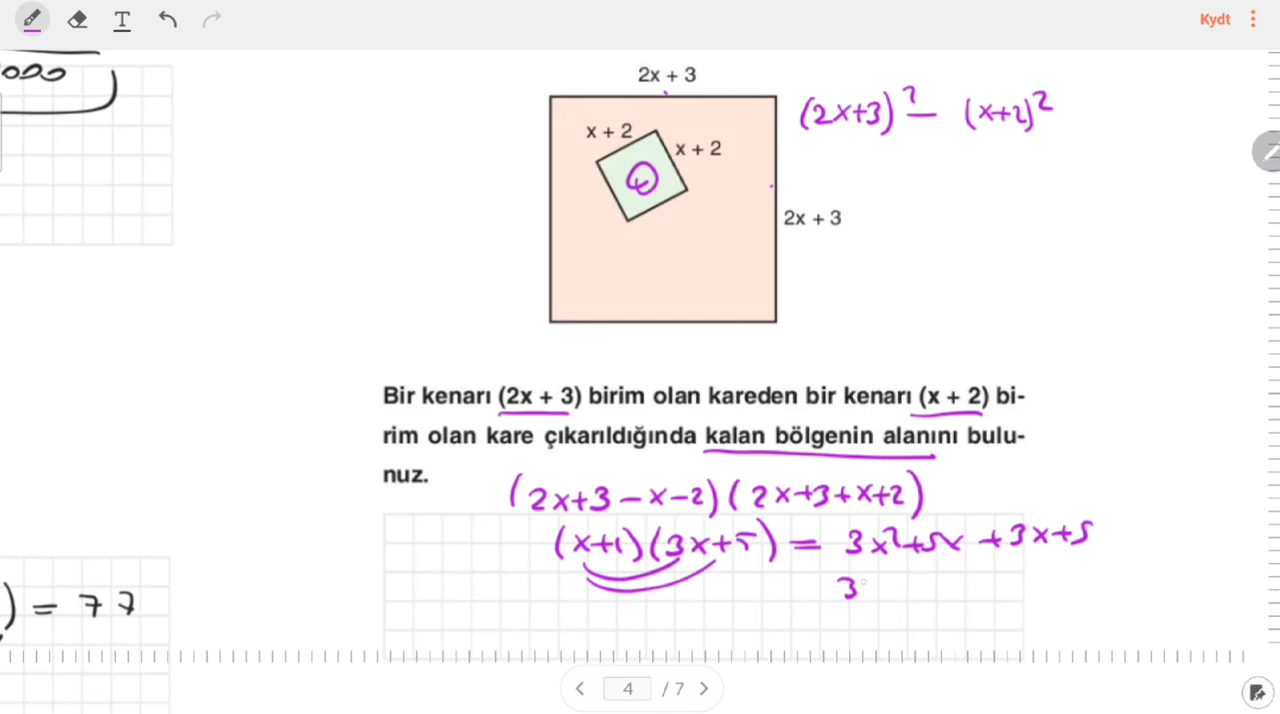 Kydt
000
2x + 3
(2x+3)² − (x+2)²
x + 2
x + 2
2x + 3
Bir kenarı (2x + 3) birim olan kareden bir kenarı (x + 2) bi-
rim olan kare çıkarıldığında kalan bölgenin alanını bulu-
nuz.
(2x+3−x−2)(2x+3+x+2)
(x+1)(3x+5) = 3x²+5x +3x+5
3
) = 77
4 / 7